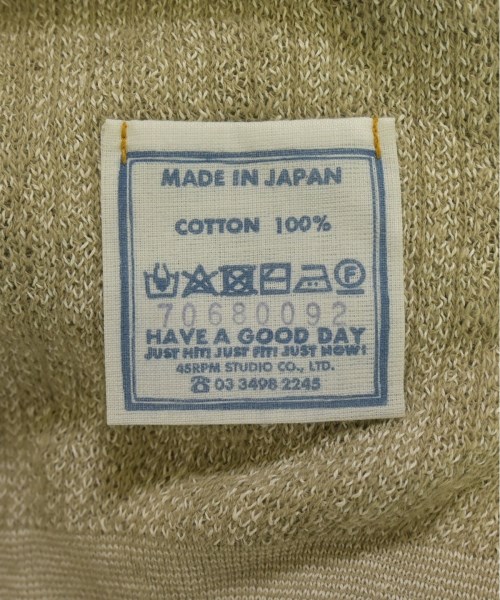 MADE IN JAPAN
COTTON 100%
F
70680092
HAVE A GOOD DAY
JUST HIT! JUST FIT! JUST NOW!
45RPM STUDIO CO., LTD.
☎ 03 3498 2245